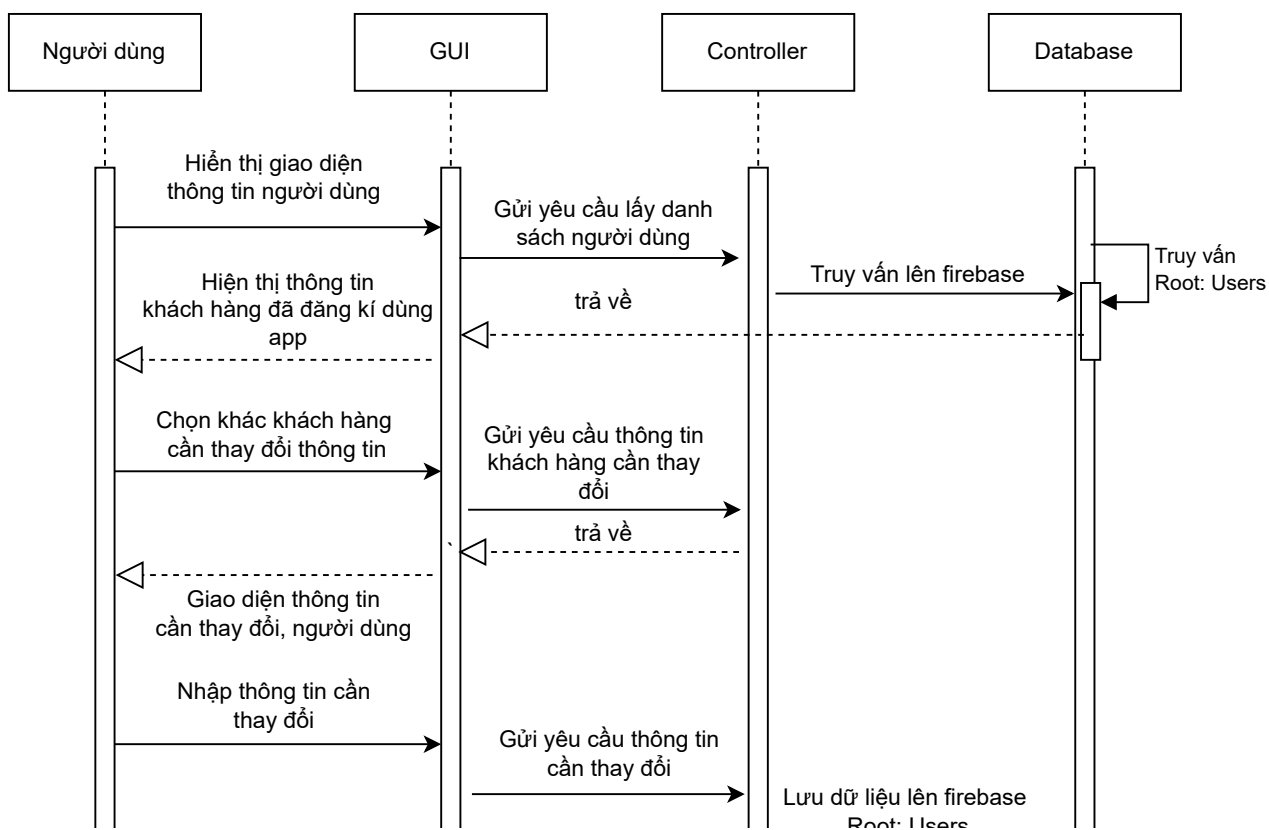 Người dùng
GUI
Controller
Database
Hiển thị giao diện
thông tin người dùng
Gửi yêu cầu lấy danh
sách người dùng
Truy vấn lên firebase
Truy vấn
Root: Users
trả về
Hiện thị thông tin
khách hàng đã đăng kí dùng
app
Chọn khác khách hàng
cần thay đổi thông tin
Gửi yêu cầu thông tin
khách hàng cần thay
đổi
trả về
`
Giao diện thông tin
cần thay đổi, người dùng
Nhập thông tin cần
thay đổi
Gửi yêu cầu thông tin
cần thay đổi
Lưu dữ liệu lên firebase
Root: Users